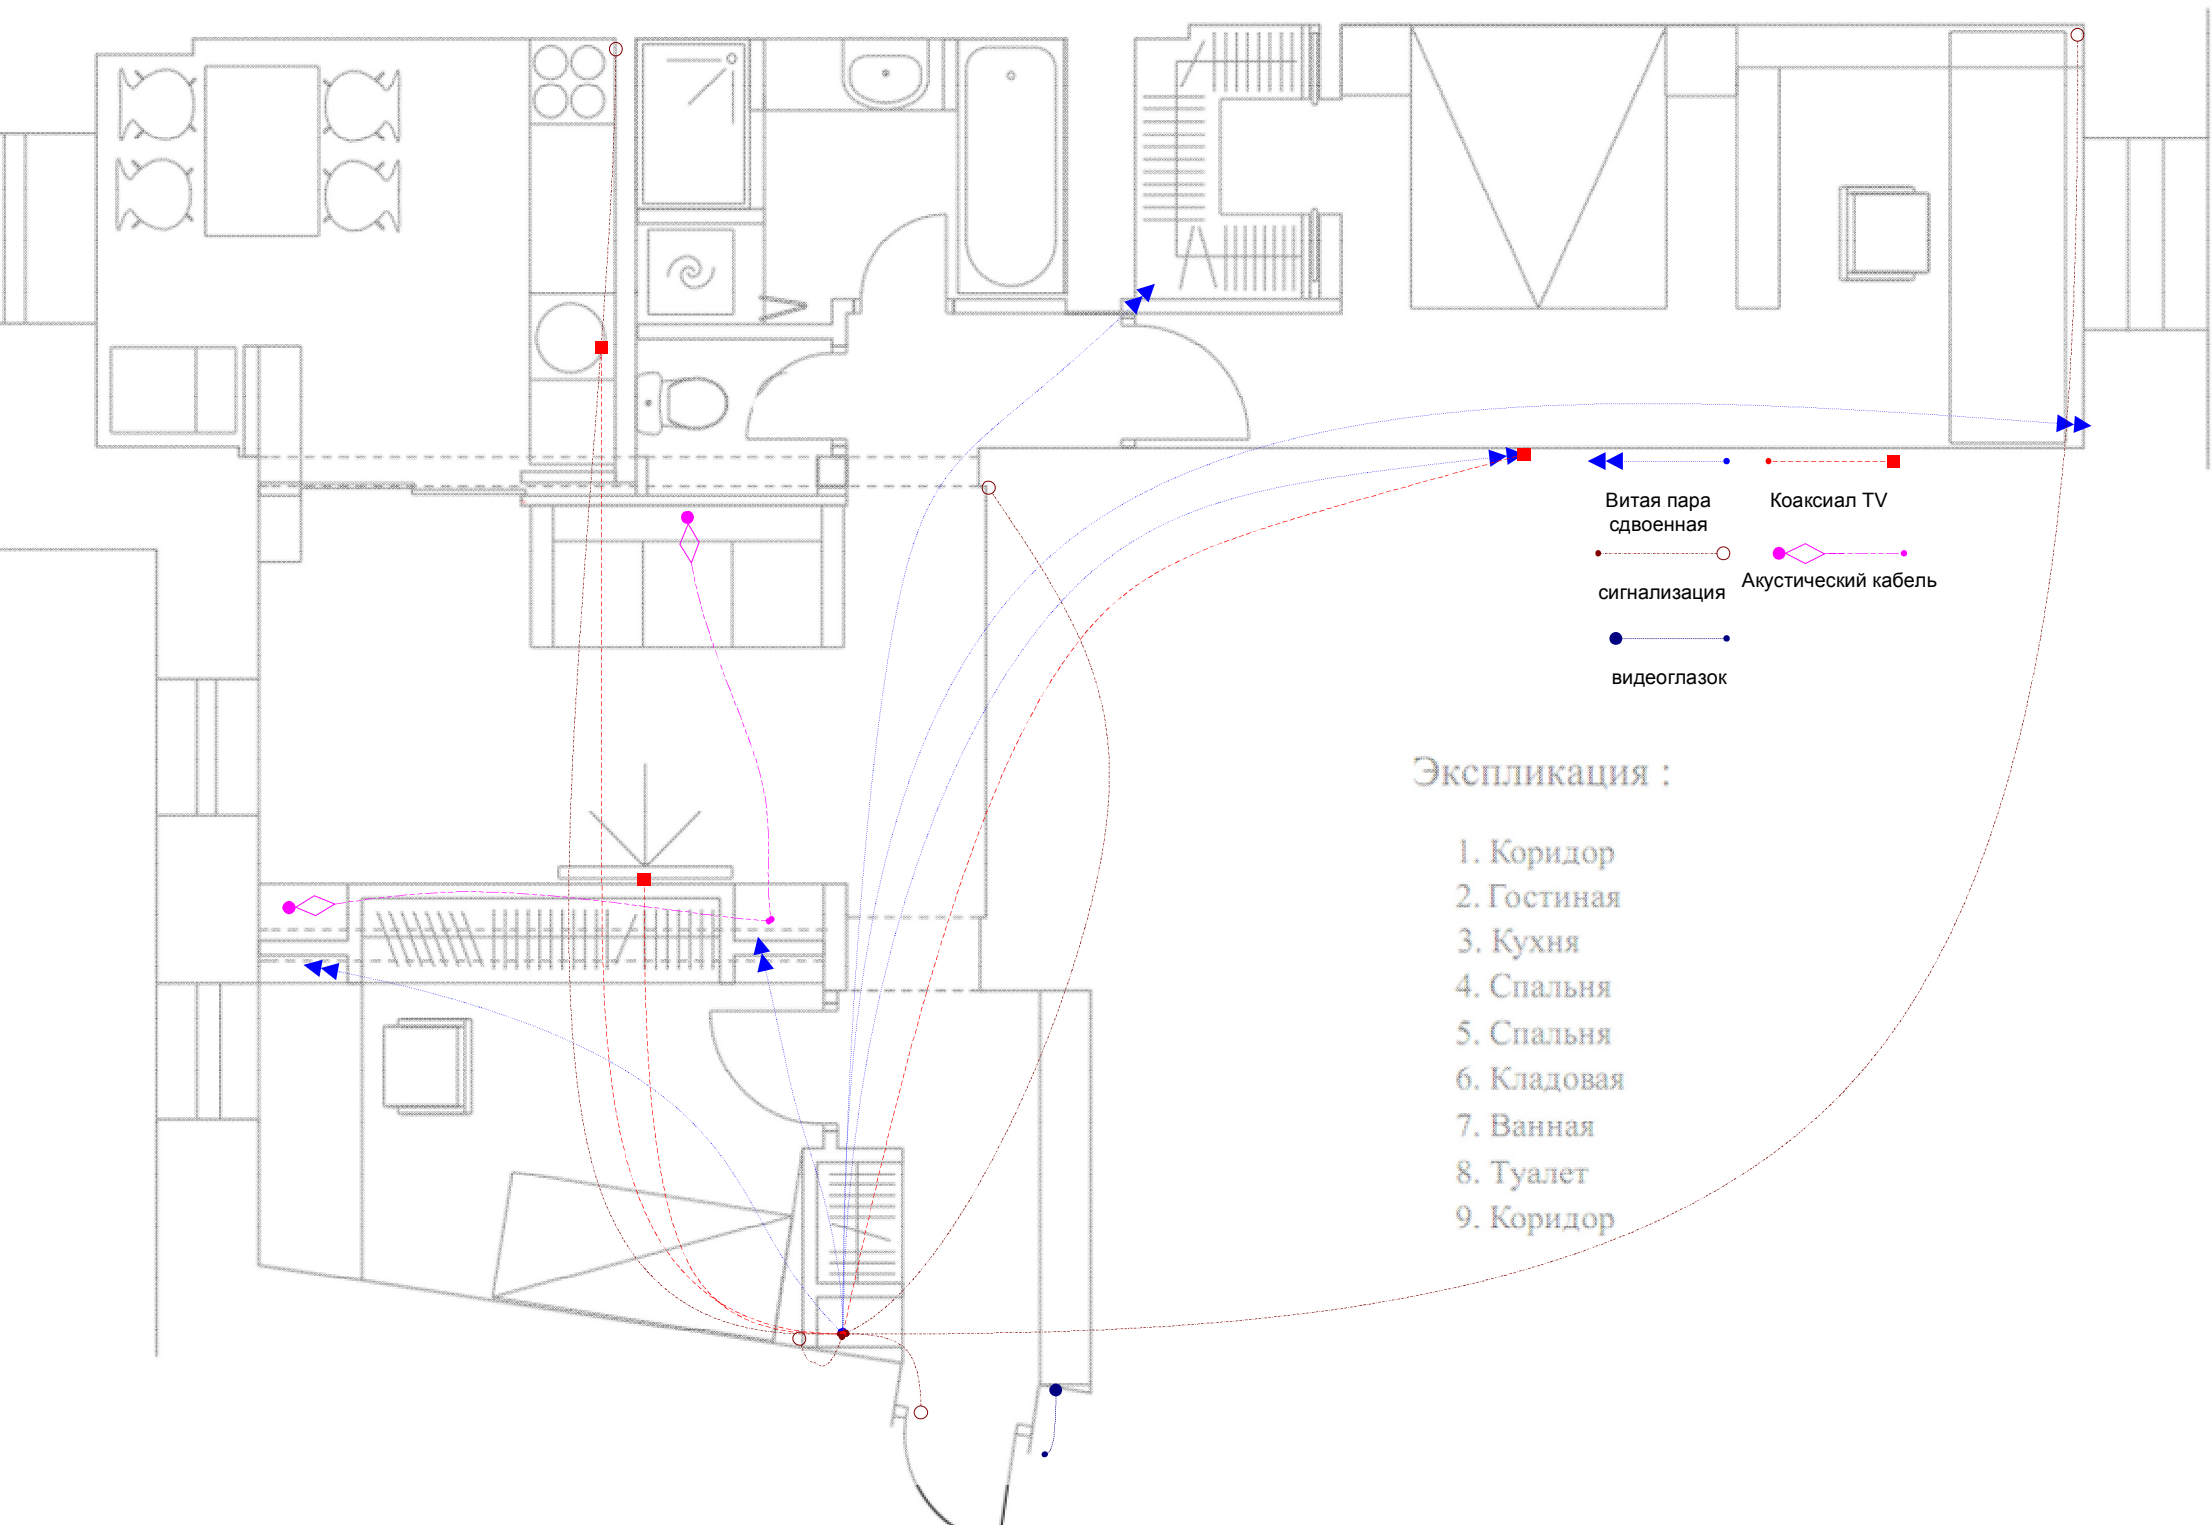 Витая пара
сдвоенная
Коаксиал TV
сигнализация
Акустический кабель
видеоглазок
Экспликация :
1. Коридор
2. Гостиная
3. Кухня
4. Спальня
5. Спальня
6. Кладовая
7. Ванная
8. Туалет
9. Коридор